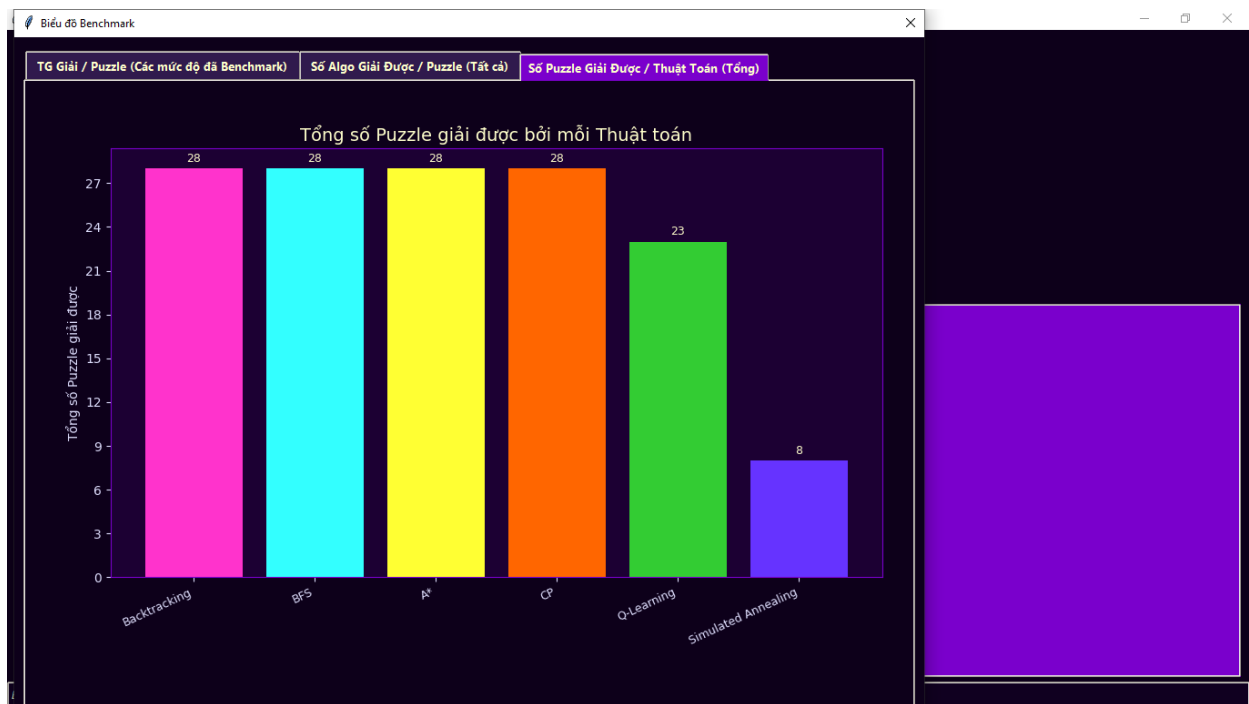 Biểu đồ Benchmark
TG Giải / Puzzle (Các mức độ đã Benchmark)
Số Algo Giải Được / Puzzle (Tất cả)
Số Puzzle Giải Được / Thuật Toán (Tổng)
Tổng số Puzzle giải được bởi mỗi Thuật toán
28
28
28
28
23
8
Tổng số Puzzle giải được
27
24
21
18
15
12
9
6
3
0
Backtracking
BFS
A*
CP
Q-Learning
Simulated Annealing